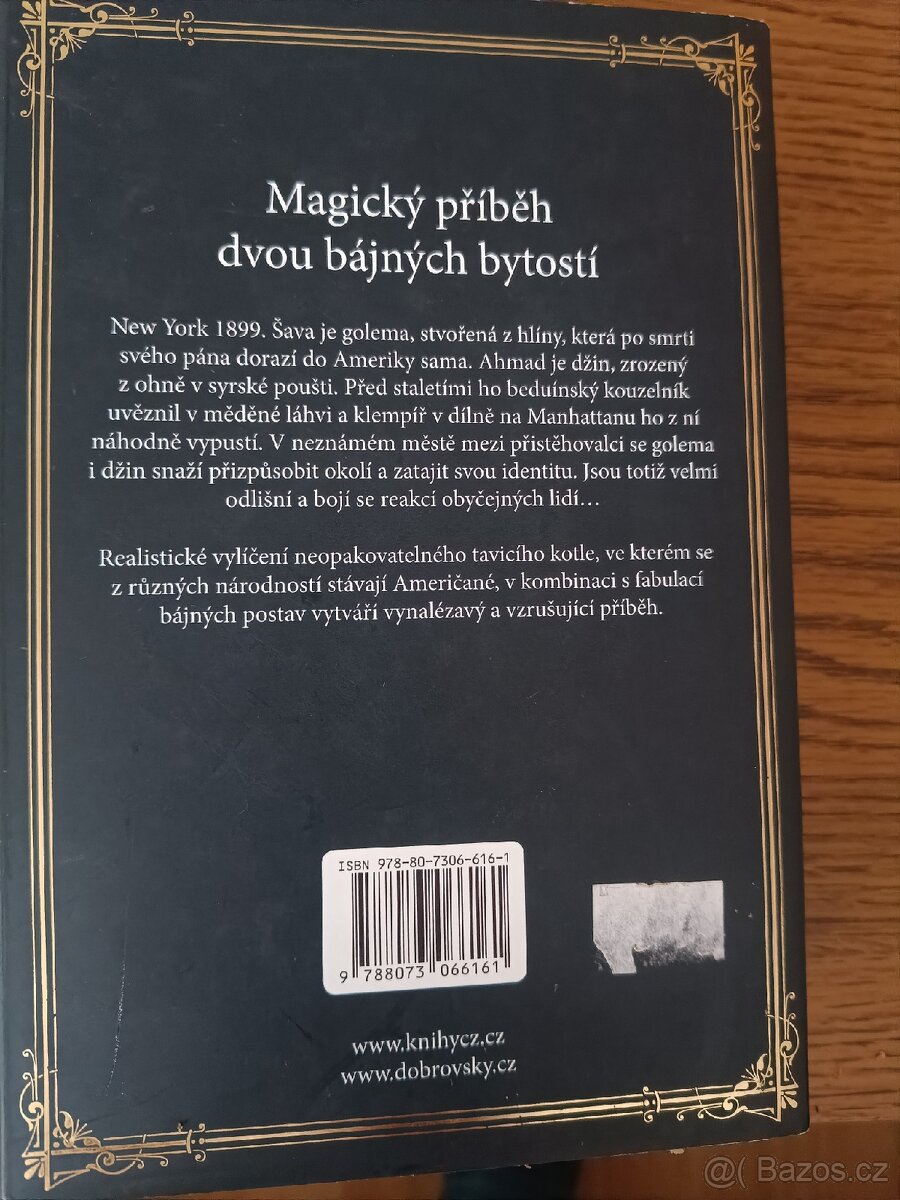 Magický příběh
dvou bájných bytostí
New York 1899. Šava je golema, stvořená z hlíny, která po smrti
svého pána dorazí do Ameriky sama. Ahmad je džin, zrozený
z ohně v syrské poušti. Před staletími ho beduínský kouzelník
uvěznil v měděné láhvi a klempíř v dílně na Manhattanu ho z ní
náhodně vypustí. V neznámém městě mezi přistěhovalci se golema
i džin snaží přizpůsobit okolí a zatajit svou identitu. Jsou totiž velmi
odlišní a bojí se reakcí obyčejných lidí…
Realistické vylíčení neopakovatelného tavicího kotle, ve kterém se
z různých národností stávají Američané, v kombinaci s fabulací
bájných postav vytváří vynalézavý a vzrušující příběh.
ISBN 978-80-7306-616-1
9 788073 066161
www.knihycz.cz
www.dobrovsky.cz
@( Bazos.cz